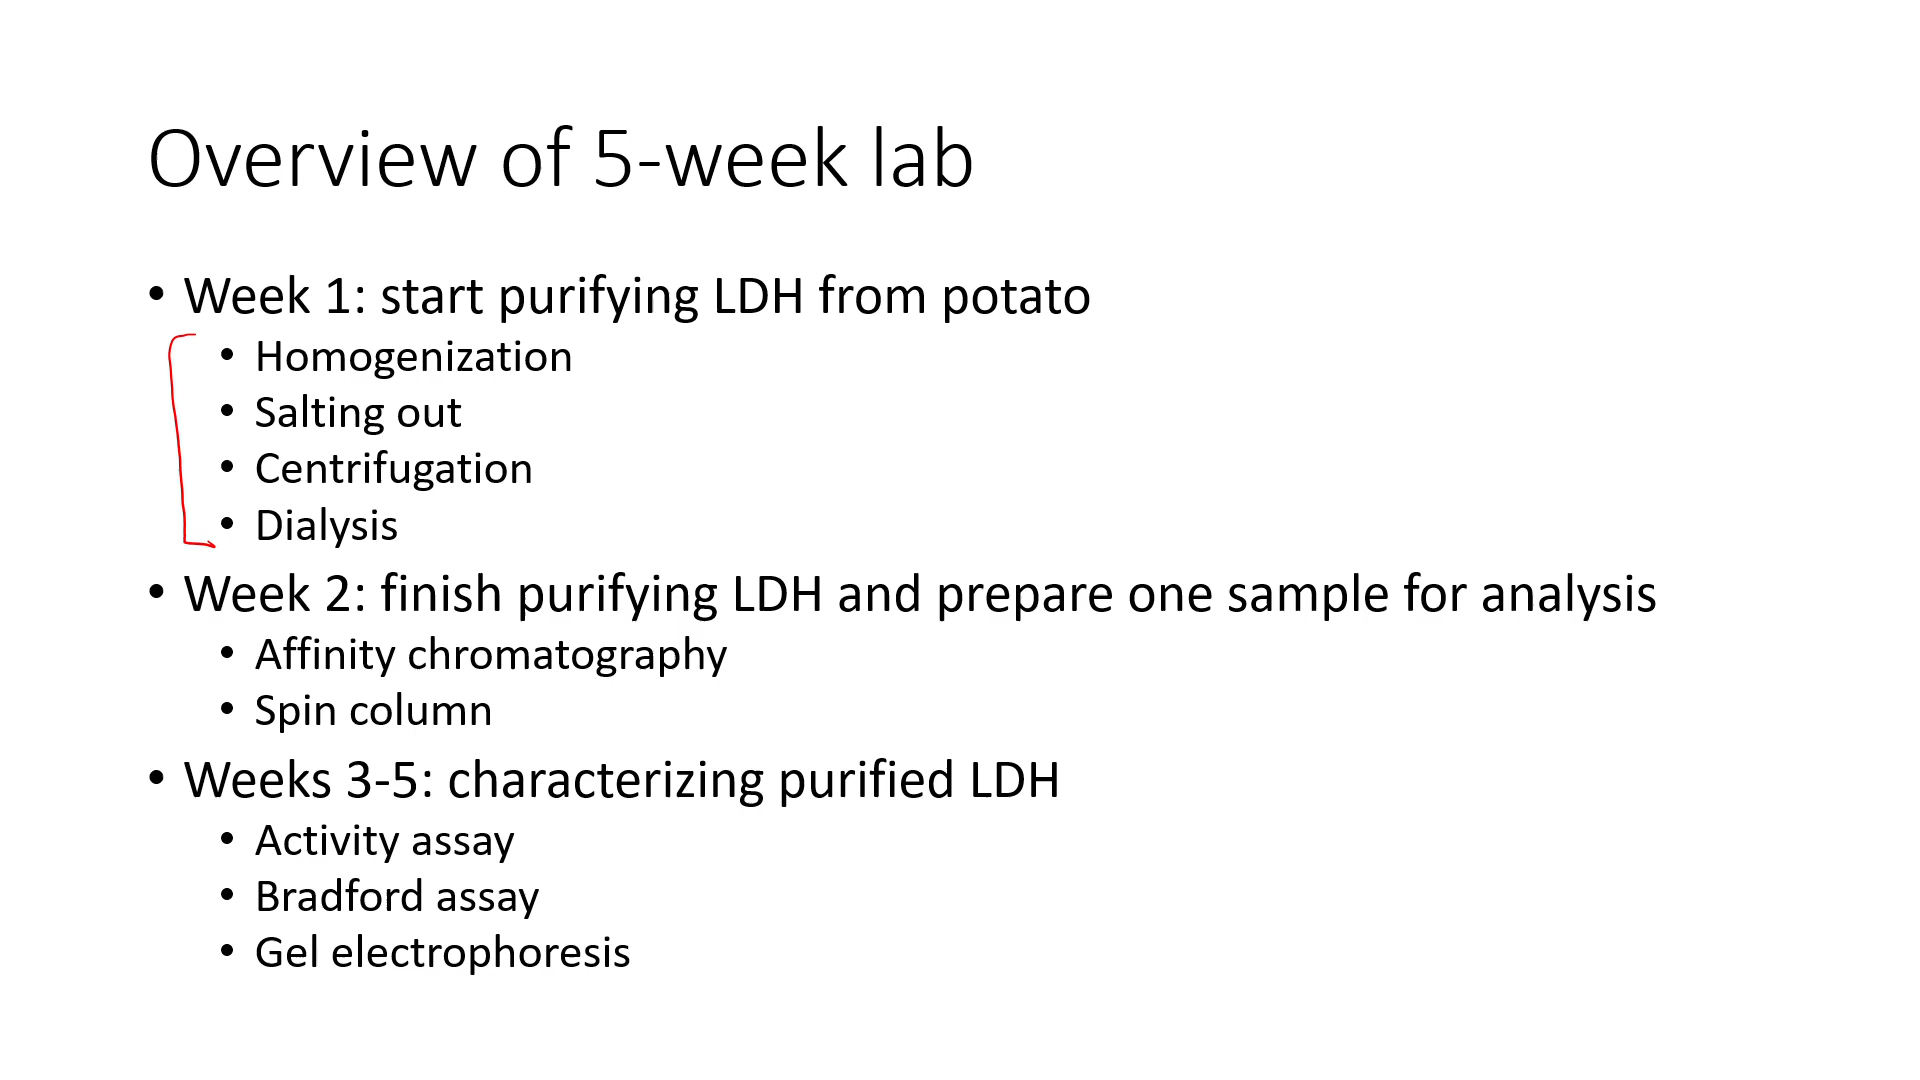 Overview of 5-week lab
• Week 1: start purifying LDH from potato
• Homogenization
• Salting out
• Centrifugation
• Dialysis
• Week 2: finish purifying LDH and prepare one sample for analysis
• Affinity chromatography
• Spin column
• Weeks 3-5: characterizing purified LDH
• Activity assay
• Bradford assay
• Gel electrophoresis